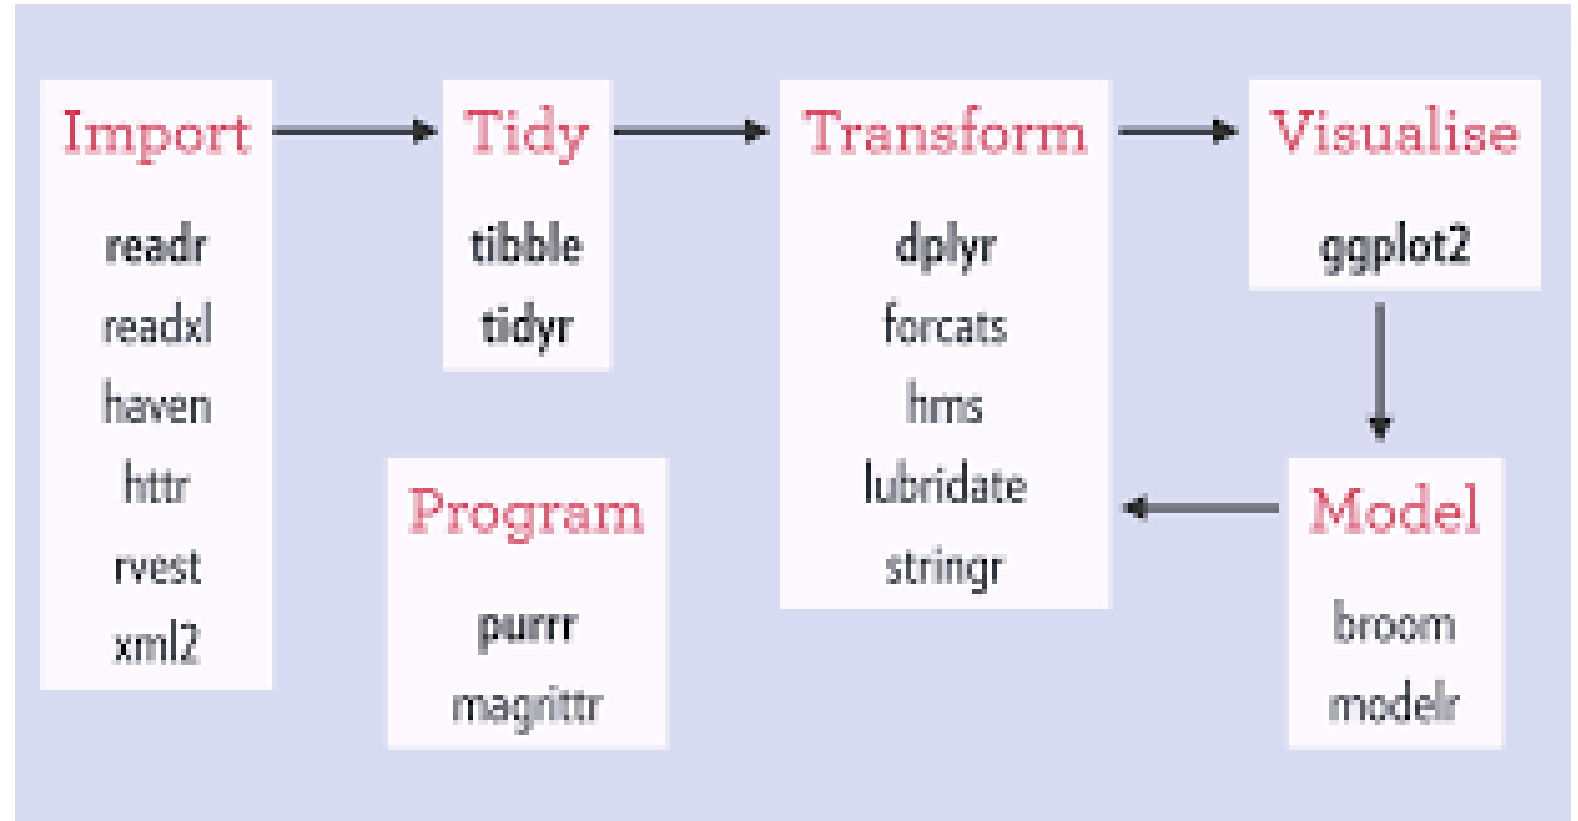 Import
readr
readxl
haven
httr
rvest
xml2
Tidy
tibble
tidyr
Program
purrr
magrittr
Transform
dplyr
forcats
hms
lubridate
stringr
Visualise
ggplot2
Model
broom
modelr